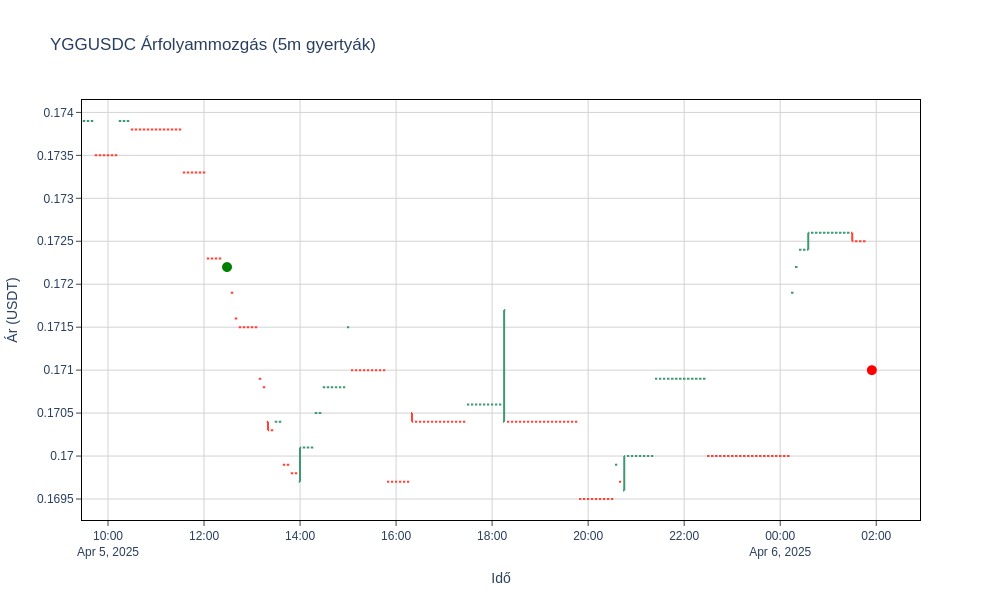 YGGUSDC Árfolyammozgás (5m gyertyák)
0.174
0.1735
0.173
0.1725
0.172
0.1715
0.171
0.1705
0.17
0.1695
Ár (USDT)
10:00 12:00 14:00 16:00 18:00 20:00 22:00 00:00 02:00
Apr 5, 2025 Apr 6, 2025
Idő